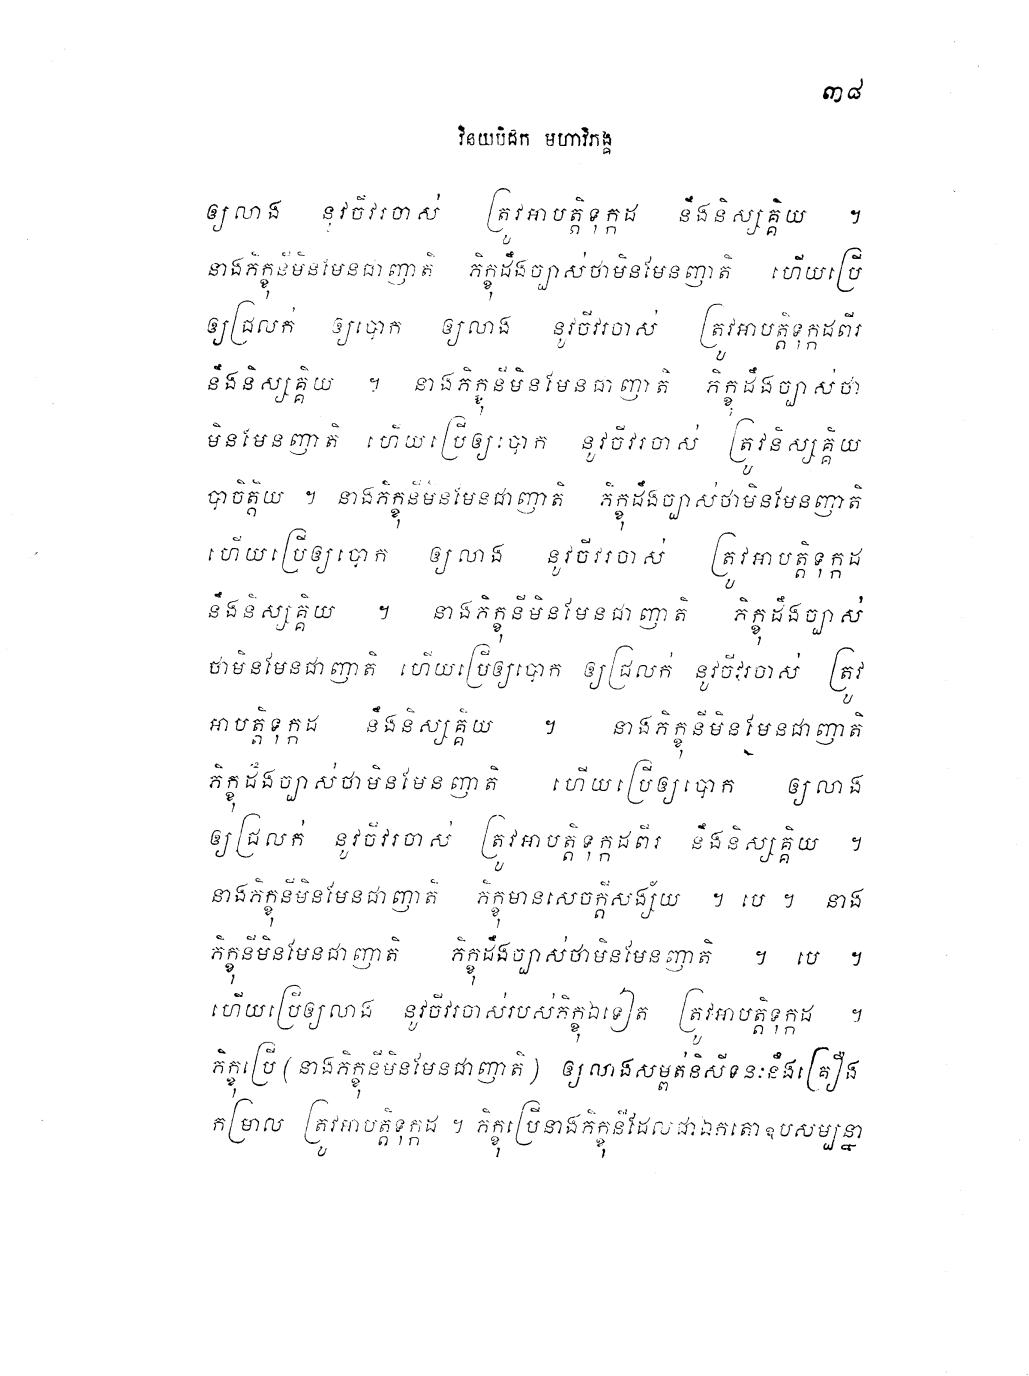 ៣៨
វិនយបិដក មហាវិភង្គ
ឲ្យលាង នូវចីវរចាស់ ត្រូវអាបត្តិទុក្កដ នឹងនិស្សគ្គិយ ។
នាងភិក្ខុនីមិនមែនជាញាតិ ភិក្ខុដឹងច្បាស់ថាមិនមែនញាតិ ហើយប្រើ
ឲ្យជ្រលក់ ឲ្យបោក ឲ្យលាង នូវចីវរចាស់ ត្រូវអាបត្តិទុក្កដពីរ
នឹងនិស្សគ្គិយ ។ នាងភិក្ខុនីមិនមែនជាញាតិ ភិក្ខុដឹងច្បាស់ថា
មិនមែនញាតិ ហើយប្រើឲ្យបោក នូវចីវរចាស់ ត្រូវនិស្សគ្គិយ
បាចិត្តិយ ។ នាងភិក្ខុនីមិនមែនជាញាតិ ភិក្ខុដឹងច្បាស់ថាមិនមែនញាតិ
ហើយប្រើឲ្យបោក ឲ្យលាង នូវចីវរចាស់ ត្រូវអាបត្តិទុក្កដ
នឹងនិស្សគ្គិយ ។ នាងភិក្ខុនីមិនមែនជាញាតិ ភិក្ខុដឹងច្បាស់
ថាមិនមែនជាញាតិ ហើយប្រើឲ្យបោក ឲ្យជ្រលក់ នូវចីវរចាស់ ត្រូវ
អាបត្តិទុក្កដ នឹងនិស្សគ្គិយ ។ នាងភិក្ខុនីមិនមែនជាញាតិ
ភិក្ខុដឹងច្បាស់ថាមិនមែនញាតិ ហើយប្រើឲ្យបោក ឲ្យលាង
ឲ្យជ្រលក់ នូវចីវរចាស់ ត្រូវអាបត្តិទុក្កដពីរ នឹងនិស្សគ្គិយ ។
នាងភិក្ខុនីមិនមែនជាញាតិ ភិក្ខុមានសេចក្តីសង្ស័យ ។ បេ ។ នាង
ភិក្ខុនីមិនមែនជាញាតិ ភិក្ខុដឹងច្បាស់ថាមិនមែនញាតិ ។ បេ ។
ហើយប្រើឲ្យលាង នូវចីវរចាស់របស់ភិក្ខុឯទៀត ត្រូវអាបត្តិទុក្កដ ។
ភិក្ខុប្រើ (នាងភិក្ខុនីមិនមែនជាញាតិ) ឲ្យលាងសម្ពត់និសីទនៈនឹងគ្រឿង
កម្រាល ត្រូវអាបត្តិទុក្កដ ។ ភិក្ខុប្រើនាងភិក្ខុនីដែលជាឯកតោឧបសម្បន្នា